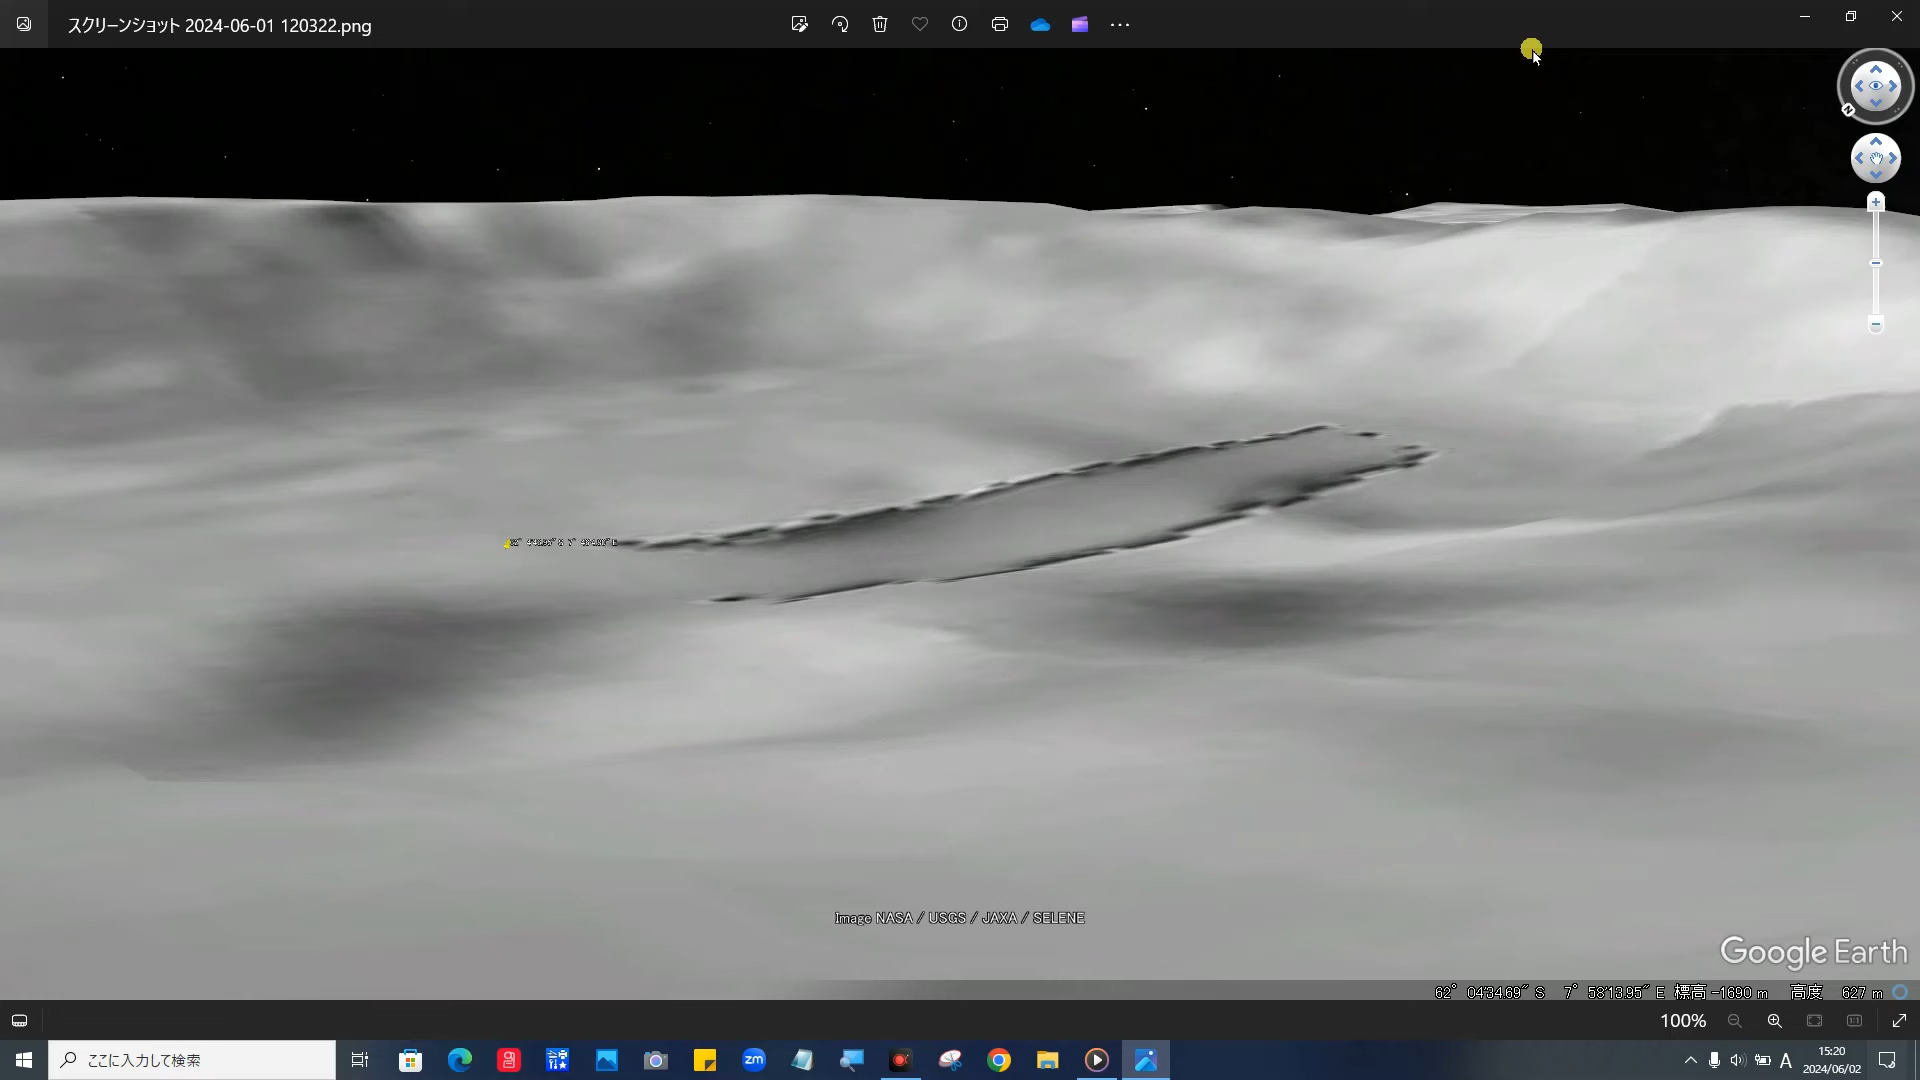 スクリーンショット 2024-06-01 120322.png
Image NASA / USGS / JAXA / SELENE
Google Earth
62° 04'34.69" S 7° 58'13.95" E 標高 -1690 m 高度 627 m
100%
ここに入力して検索
zm
A
15:20
2024/06/02